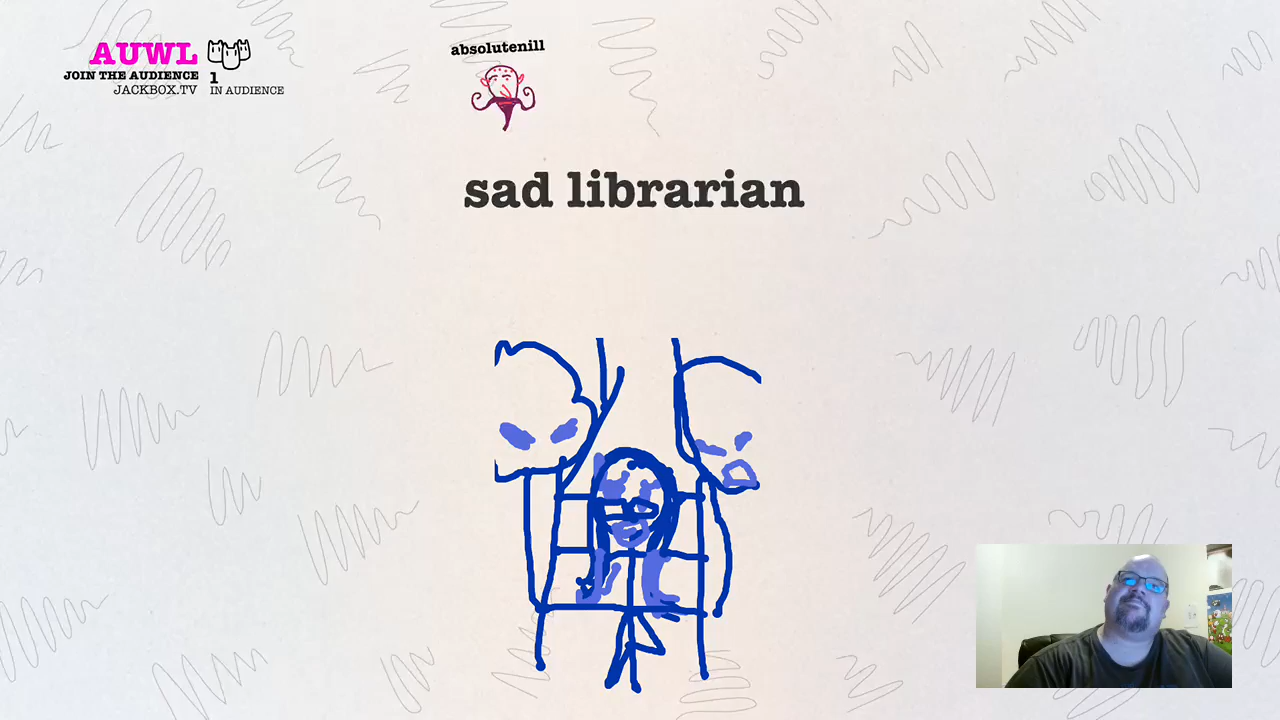 AUWL
JOIN THE AUDIENCE
JACKBOX.TV
1
IN AUDIENCE
absolutenill
sad librarian